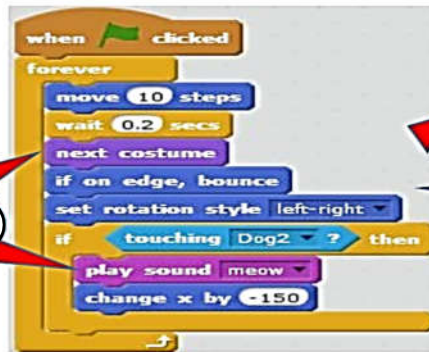 when clicked
forever
move 10 steps
wait 0.2 secs
next costume
if on edge, bounce
set rotation style left-right
if touching Dog2 ? then
play sound meow
change x by -150